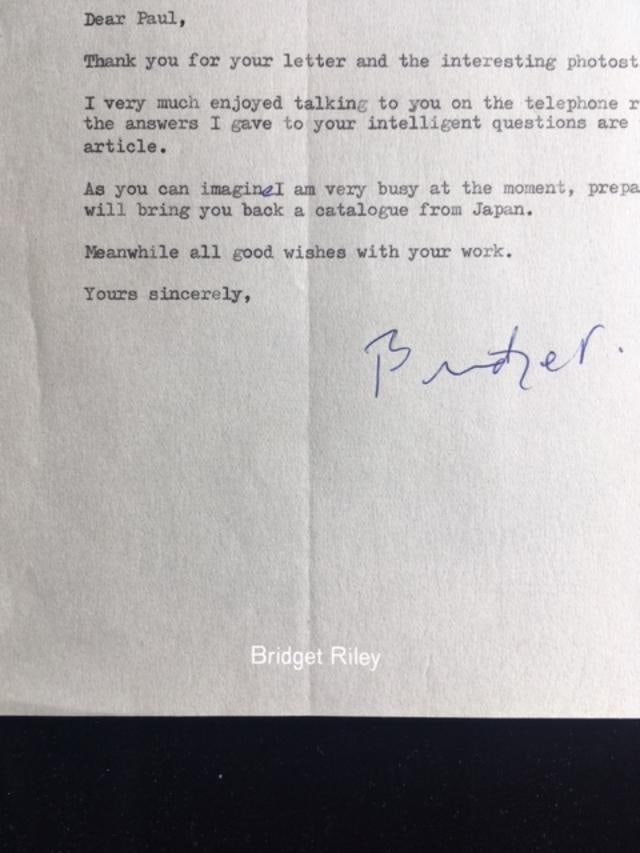 Dear Paul,
Thank you for your letter and the interesting photost
I very much enjoyed talking to you on the telephone r
the answers I gave to your intelligent questions are
article.
As you can imagineI am very busy at the moment, prepa
will bring you back a catalogue from Japan.
Meanwhile all good wishes with your work.
Yours sincerely,
Bridget.
Bridget Riley